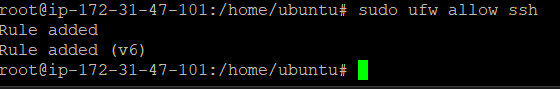 root@ip-172-31-47-101:/home/ubuntu# sudo ufw allow ssh
Rule added
Rule added (v6)
root@ip-172-31-47-101:/home/ubuntu#